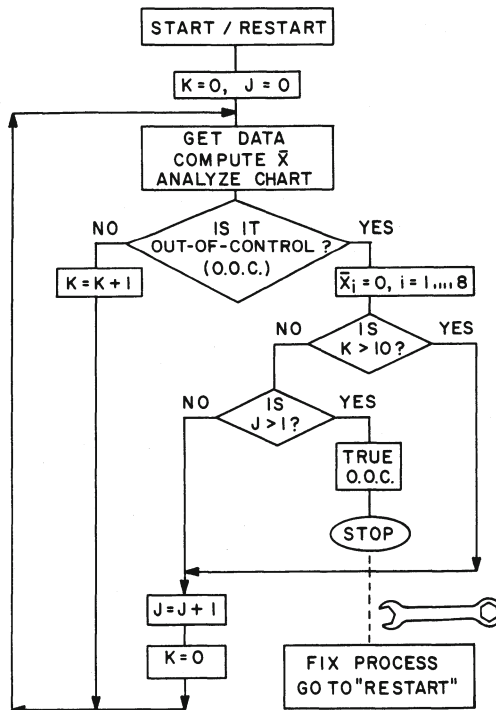 START / RESTART
K=0, J=0
GET DATA
COMPUTE X̄
ANALYZE CHART
NO
IS IT
OUT-OF-CONTROL ?
(O.O.C.)
YES
K=K+1
X̄i=0, i=1,...,8
NO
IS
K>10?
YES
NO
IS
J>1?
YES
TRUE
O.O.C.
STOP
J=J+1
K=0
FIX PROCESS
GO TO"RESTART"